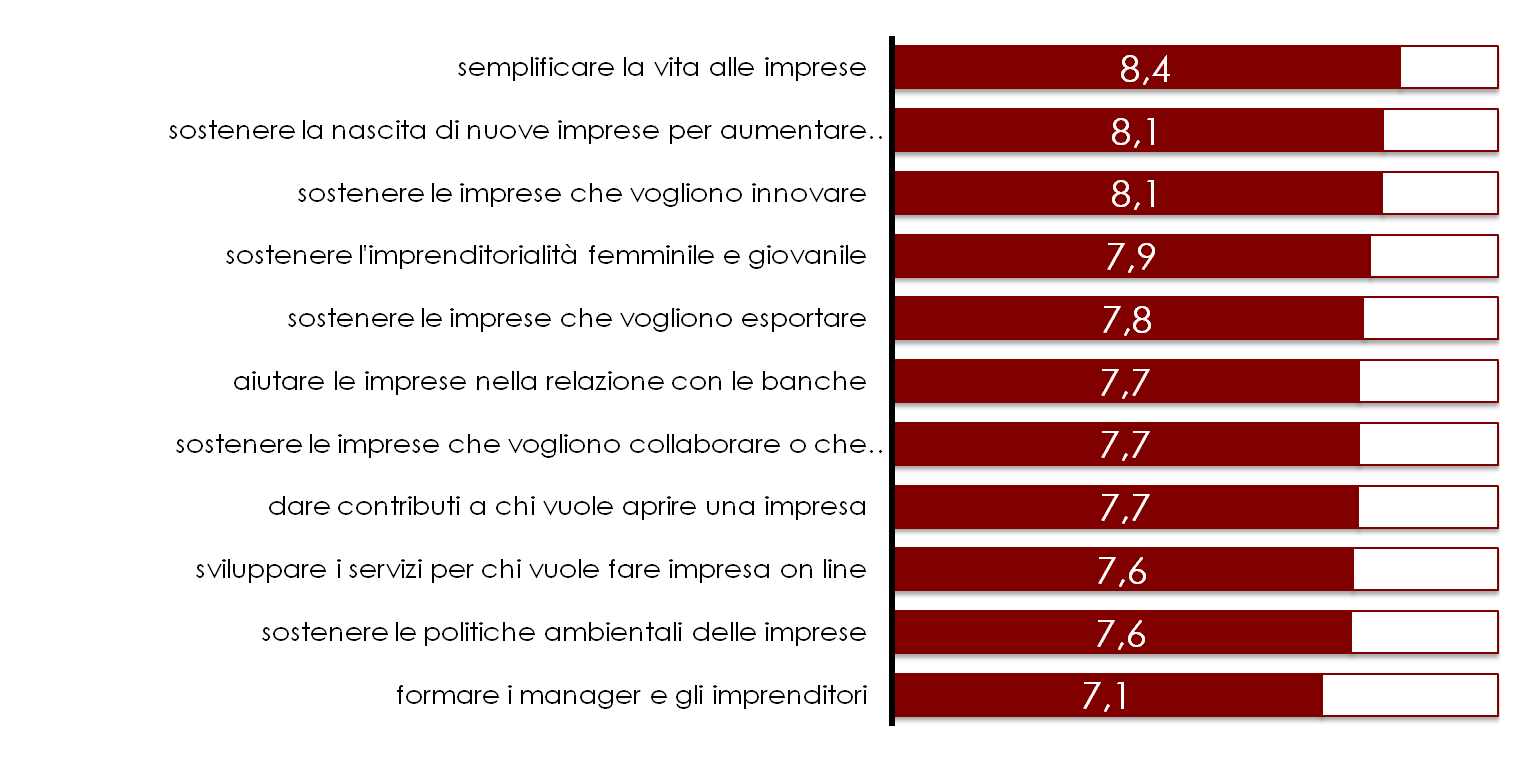 semplificare la vita alle imprese 8,4
sostenere la nascita di nuove imprese per aumentare.. 8,1
sostenere le imprese che vogliono innovare 8,1
sostenere l'imprenditorialità femminile e giovanile 7,9
sostenere le imprese che vogliono esportare 7,8
aiutare le imprese nella relazione con le banche 7,7
sostenere le imprese che vogliono collaborare o che.. 7,7
dare contributi a chi vuole aprire una impresa 7,7
sviluppare i servizi per chi vuole fare impresa on line 7,6
sostenere le politiche ambientali delle imprese 7,6
formare i manager e gli imprenditori 7,1